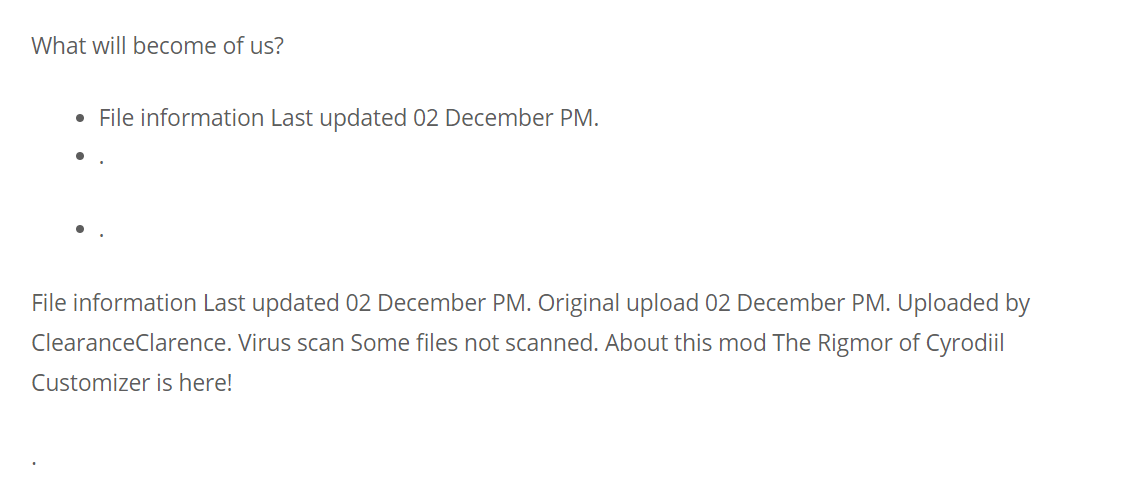 What will become of us?
• File information Last updated 02 December PM.
• .
• .
File information Last updated 02 December PM. Original upload 02 December PM. Uploaded by
ClearanceClarence. Virus scan Some files not scanned. About this mod The Rigmor of Cyrodiil
Customizer is here!
.